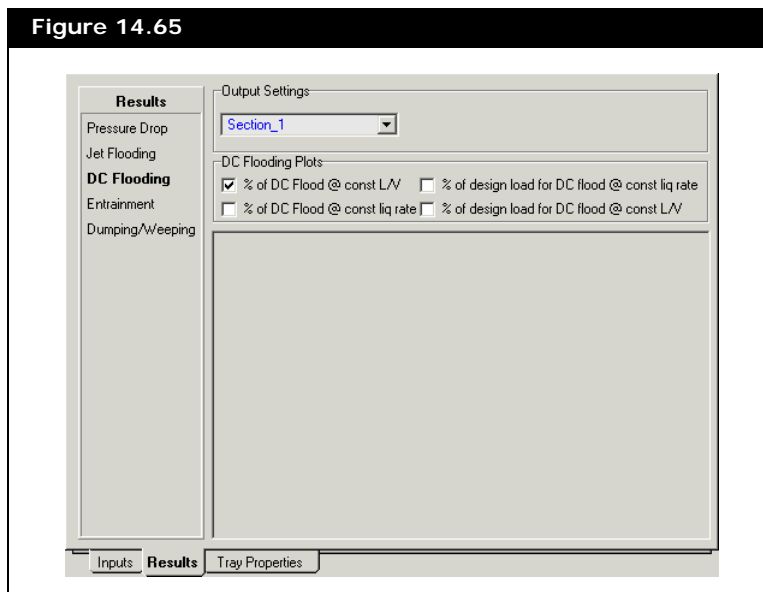 Figure 14.65
Results
Pressure Drop
Jet Flooding
DC Flooding
Entrainment
Dumping/Weeping
Output Settings
Section_1
DC Flooding Plots
% of DC Flood @ const L/V
% of design load for DC flood @ const liq rate
% of DC Flood @ const liq rate
% of design load for DC flood @ const L/V
Inputs
Results
Tray Properties